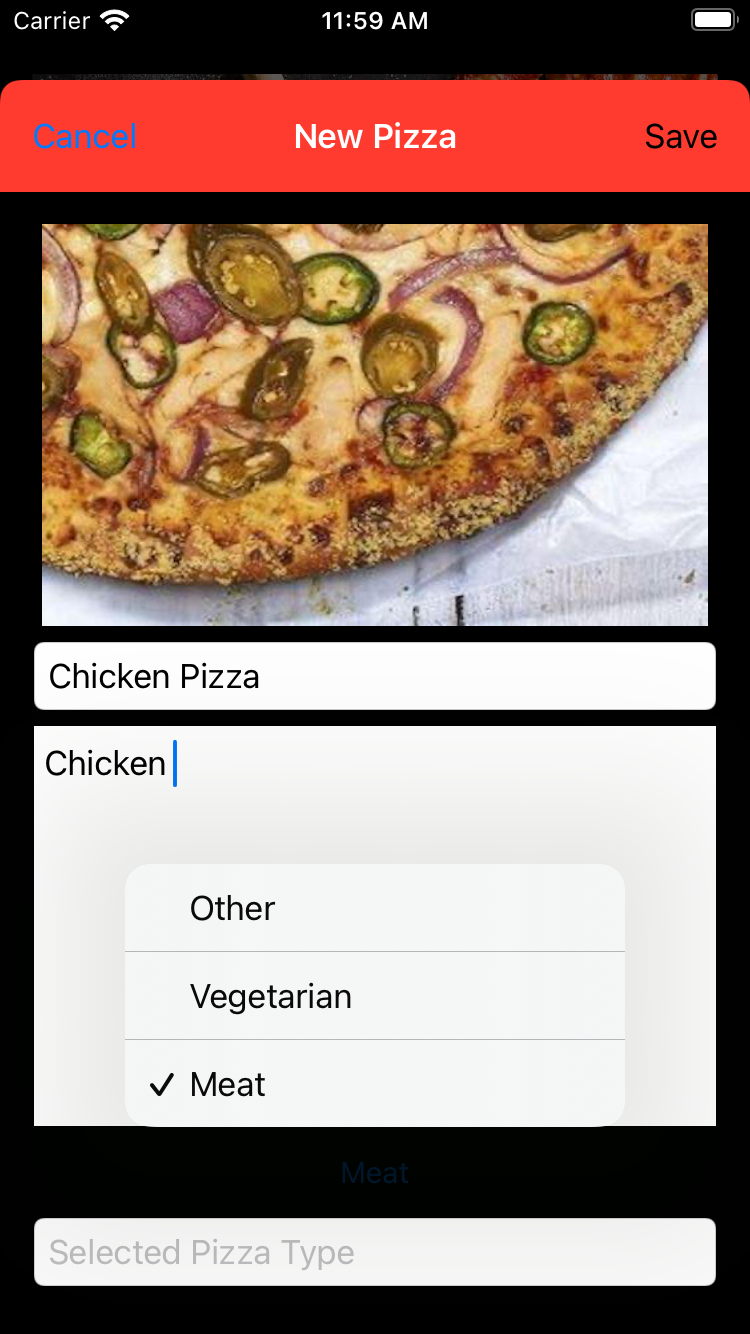 Carrier 11:59 AM
Cancel New Pizza Save
Chicken Pizza
Chicken
Other
Vegetarian
Meat
Meat
Selected Pizza Type